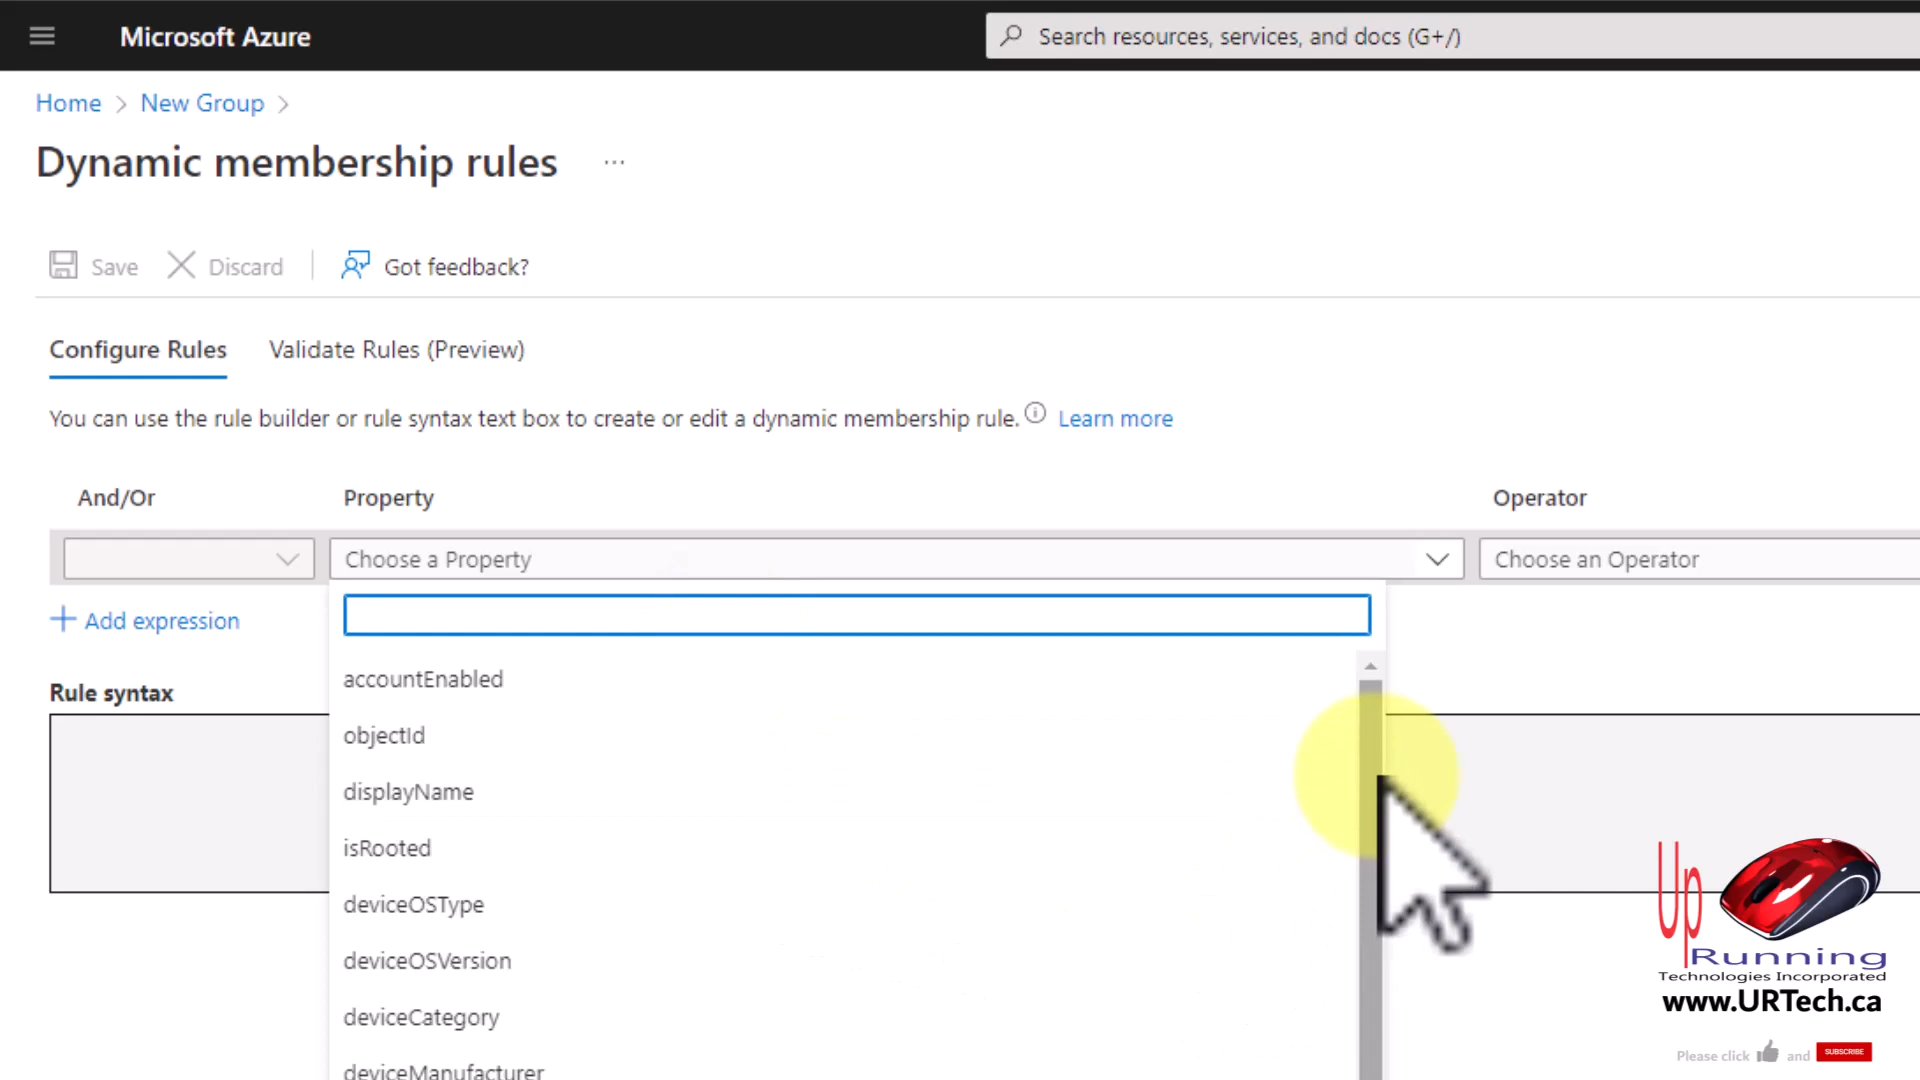 Microsoft Azure
Search resources, services, and docs (G+/)
Home > New Group >
Dynamic membership rules ...
Save Discard Got feedback?
Configure Rules Validate Rules (Preview)
You can use the rule builder or rule syntax text box to create or edit a dynamic membership rule. Learn more
And/Or Property Operator
Choose a Property Choose an Operator
Add expression
Rule syntax
accountEnabled
objectId
displayName
isRooted
deviceOSType
deviceOSVersion
deviceCategory
deviceManufacturer
Up
Running
Technologies Incorporated
www.URTech.ca
Please click and SUBSCRIBE